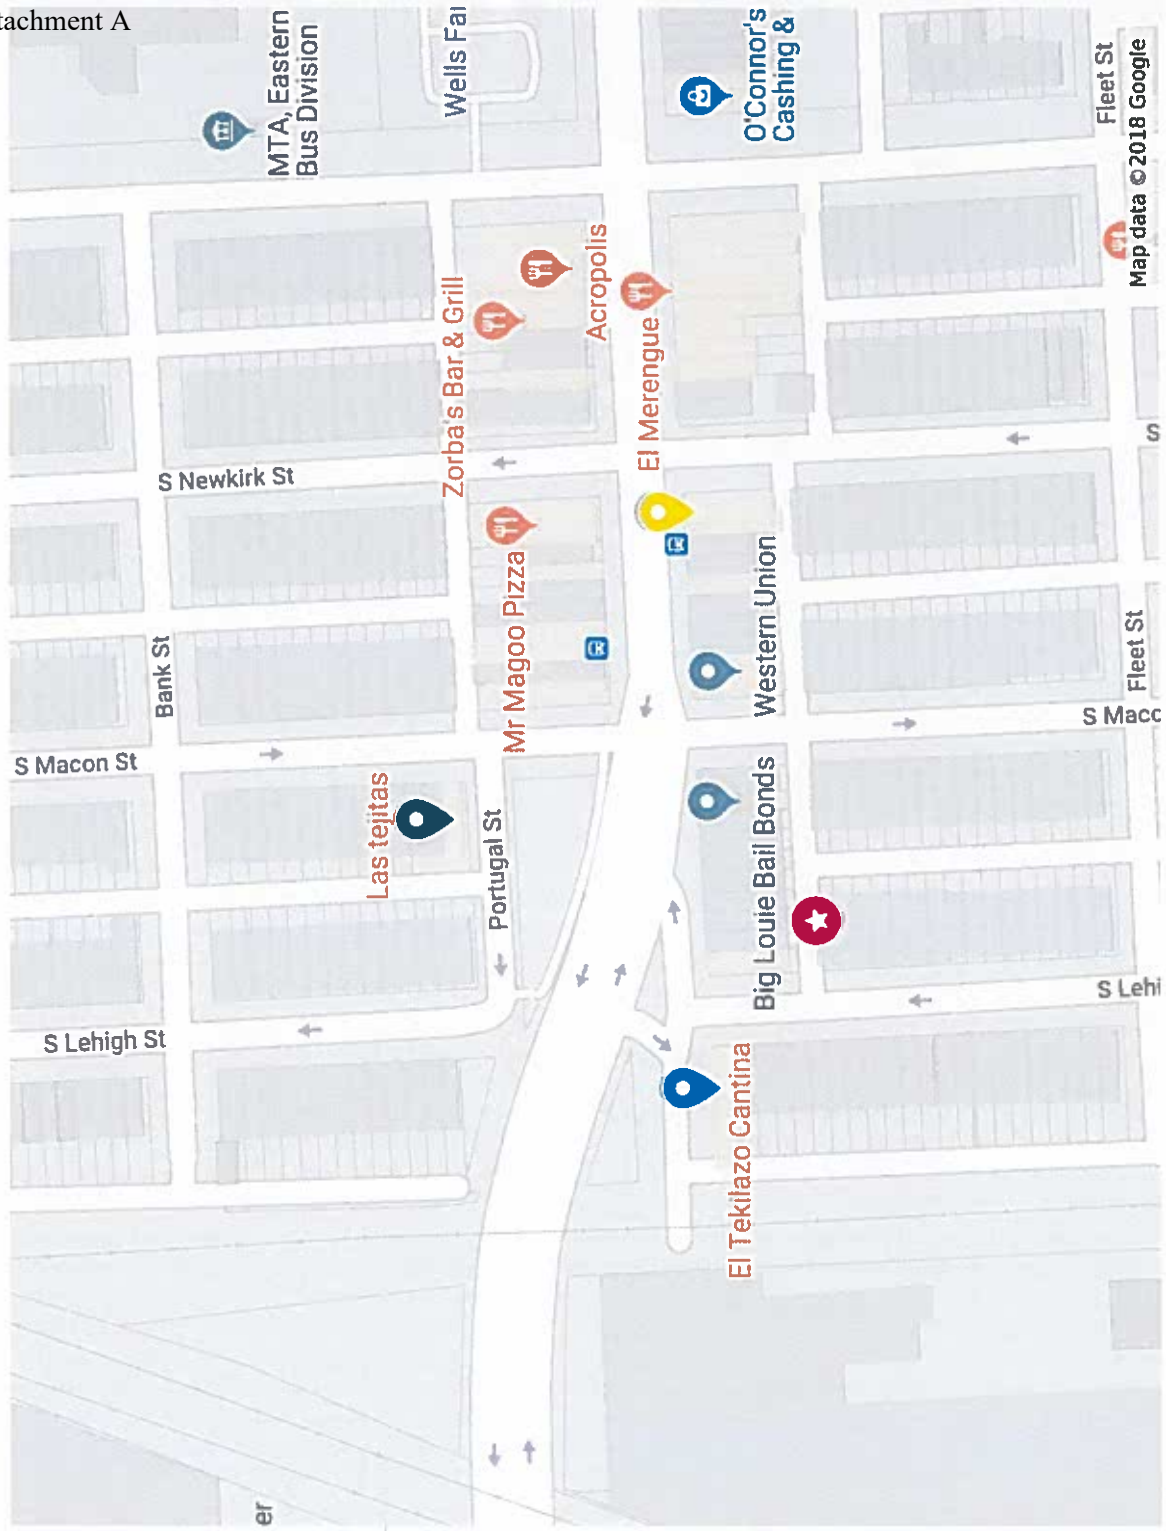 tachment A
MTA, Eastern
Bus Division
Wells Fa
O'Connor's
Cashing &
Fleet St
Map data ©2018 Google
Acropolis
Zorba's Bar & Grill
El Merengue
S Newkirk St
S
Mr Magoo Pizza
Western Union
Bank St
Fleet St
S Macon St
S Maco
Las tejitas
Portugal St
Big Louie Bail Bonds
S Lehigh St
S Lehi
El Tekilazo Cantina
er